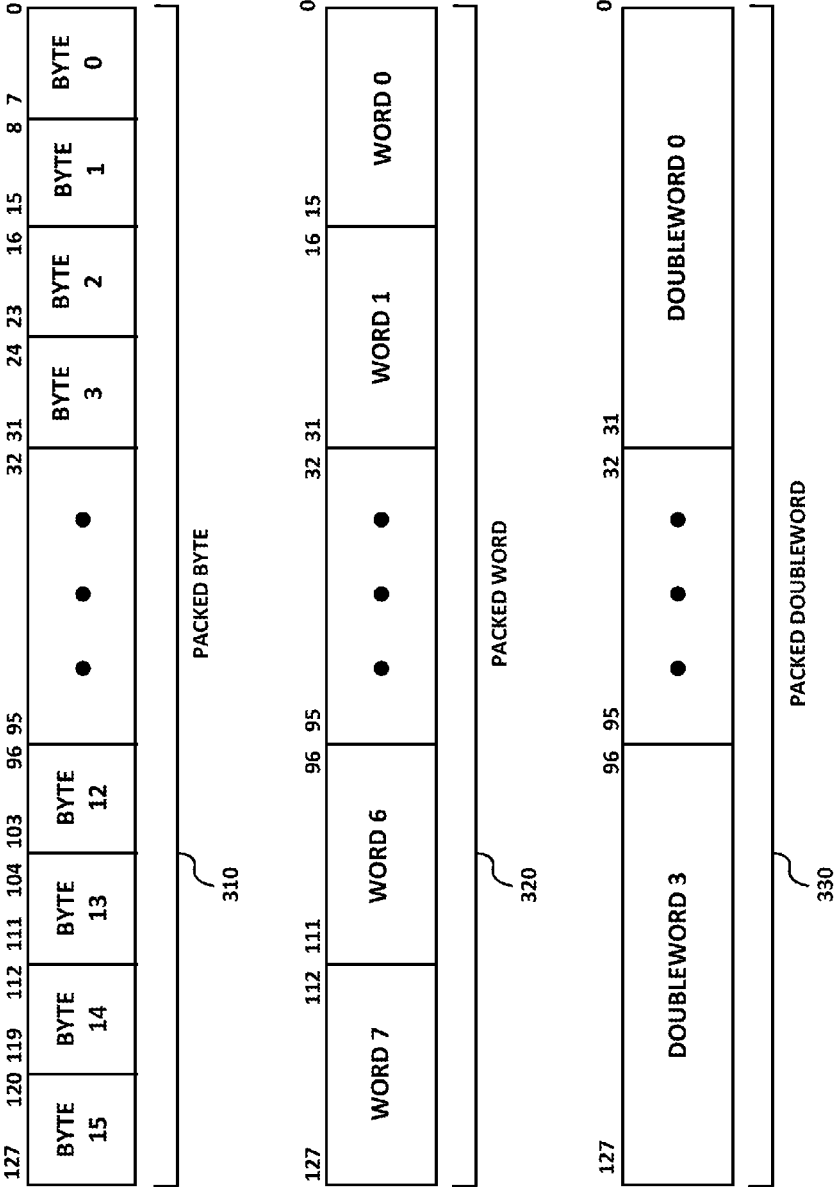 127 120 119 112 111 104 103 96 95 32 31 24 23 16 15 8 7 0
BYTE 15 BYTE 14 BYTE 13 BYTE 12 BYTE 3 BYTE 2 BYTE 1 BYTE 0
PACKED BYTE
310
127 112 111 96 95 32 31 16 15 0
WORD 7 WORD 6 WORD 1 WORD 0
PACKED WORD
320
127 96 95 32 31 0
DOUBLEWORD 3 DOUBLEWORD 0
PACKED DOUBLEWORD
330